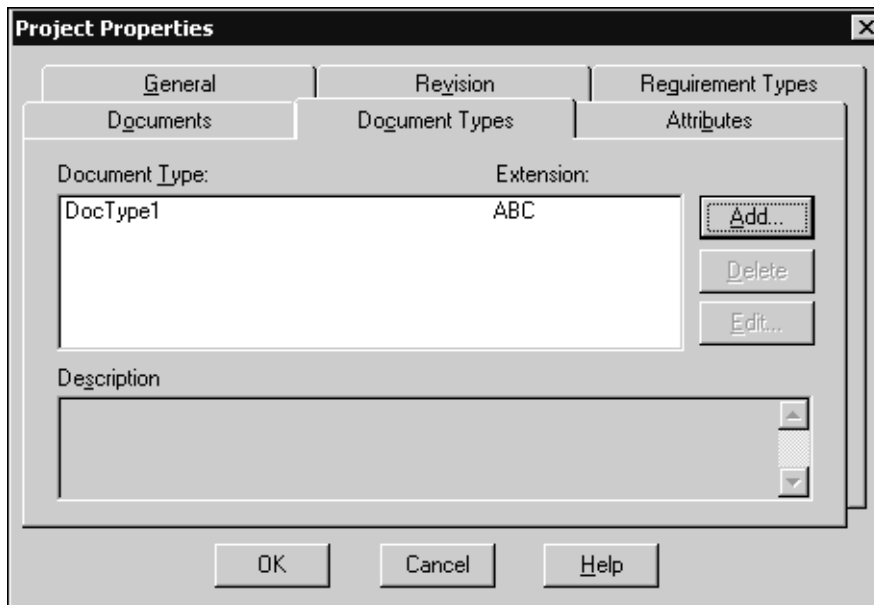 Project Properties
General Revision Reguirement Types
Documents Document Types Attributes
Document Type: Extension:
DocType1 ABC
Add...
Delete
Edit...
Description
OK Cancel Help